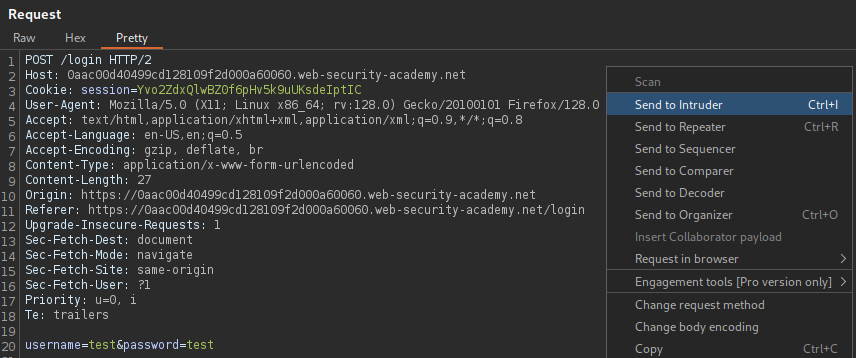 Request
Raw Hex Pretty
1 POST /login HTTP/2
2 Host: 0aac00d40499cd128109f2d000a60060.web-security-academy.net
3 Cookie: session=Yvo2ZdxQlwBZOf6pHv5k9uUKsdeIptIC
4 User-Agent: Mozilla/5.0 (X11; Linux x86_64; rv:128.0) Gecko/20100101 Firefox/128.0
5 Accept: text/html,application/xhtml+xml,application/xml;q=0.9,*/*;q=0.8
6 Accept-Language: en-US,en;q=0.5
7 Accept-Encoding: gzip, deflate, br
8 Content-Type: application/x-www-form-urlencoded
9 Content-Length: 27
10 Origin: https://0aac00d40499cd128109f2d000a60060.web-security-academy.net
11 Referer: https://0aac00d40499cd128109f2d000a60060.web-security-academy.net/login
12 Upgrade-Insecure-Requests: 1
13 Sec-Fetch-Dest: document
14 Sec-Fetch-Mode: navigate
15 Sec-Fetch-Site: same-origin
16 Sec-Fetch-User: ?1
17 Priority: u=0, i
18 Te: trailers
19
20 username=test&password=test
Scan
Send to Intruder Ctrl+I
Send to Repeater Ctrl+R
Send to Sequencer
Send to Comparer
Send to Decoder
Send to Organizer Ctrl+O
Insert Collaborator payload
Request in browser >
Engagement tools [Pro version only] >
Change request method
Change body encoding
Copy Ctrl+C